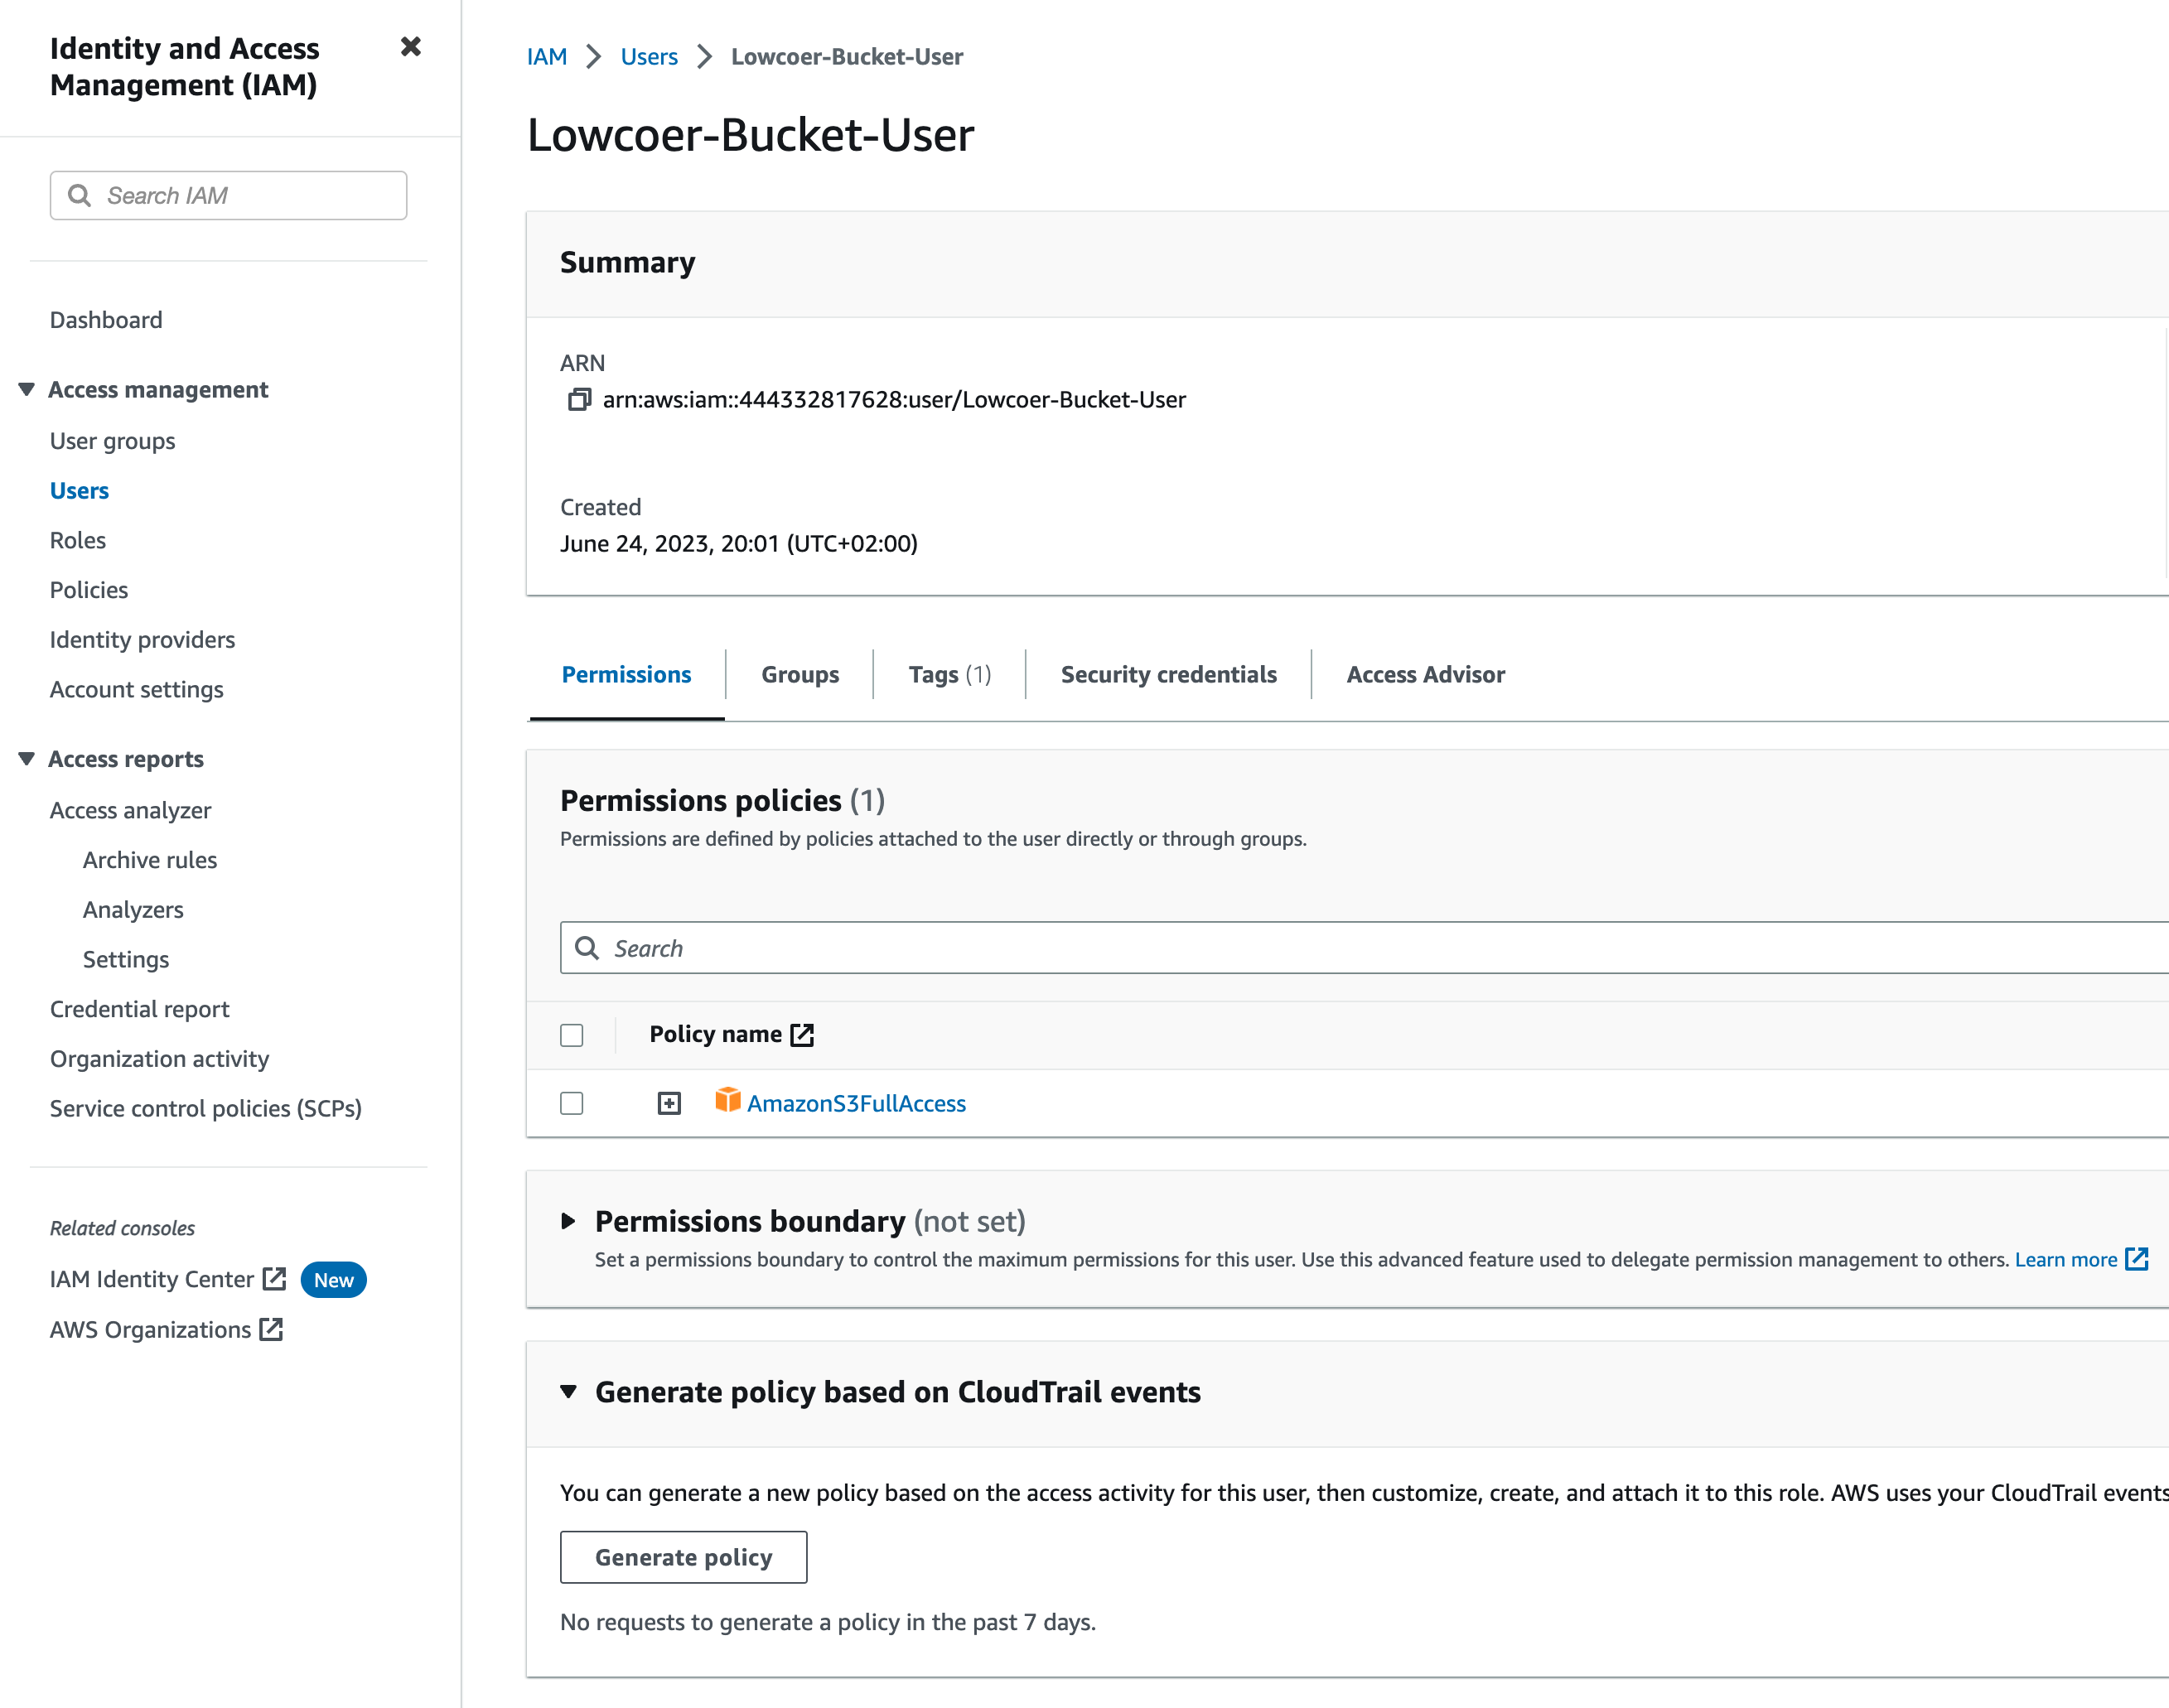 Identity and Access
Management (IAM)
Search IAM
Dashboard
Access management
User groups
Users
Roles
Policies
Identity providers
Account settings
Access reports
Access analyzer
Archive rules
Analyzers
Settings
Credential report
Organization activity
Service control policies (SCPs)
Related consoles
IAM Identity Center New
AWS Organizations
IAM > Users > Lowcoer-Bucket-User
Lowcoer-Bucket-User
Summary
ARN
arn:aws:iam::444332817628:user/Lowcoer-Bucket-User
Created
June 24, 2023, 20:01 (UTC+02:00)
Permissions Groups Tags (1) Security credentials Access Advisor
Permissions policies (1)
Permissions are defined by policies attached to the user directly or through groups.
Search
Policy name
AmazonS3FullAccess
Permissions boundary (not set)
Set a permissions boundary to control the maximum permissions for this user. Use this advanced feature used to delegate permission management to others. Learn more
Generate policy based on CloudTrail events
You can generate a new policy based on the access activity for this user, then customize, create, and attach it to this role. AWS uses your CloudTrail events
Generate policy
No requests to generate a policy in the past 7 days.